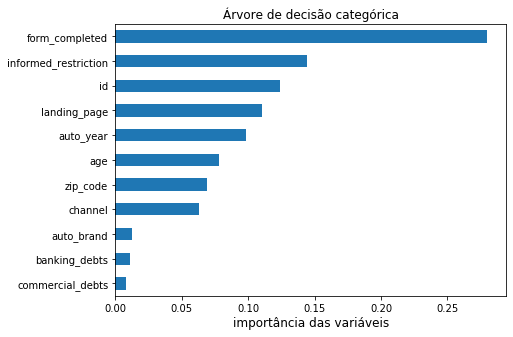 Árvore de decisão categórica
form_completed
informed_restriction
id
landing_page
auto_year
age
zip_code
channel
auto_brand
banking_debts
commercial_debts
0.00 0.05 0.10 0.15 0.20 0.25
importância das variáveis